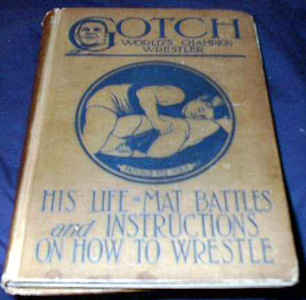 GOTCH
WORLD'S CHAMPION
WRESTLER
HIS LIFE-MAT BATTLES
and INSTRUCTIONS
ON HOW TO WRESTLE